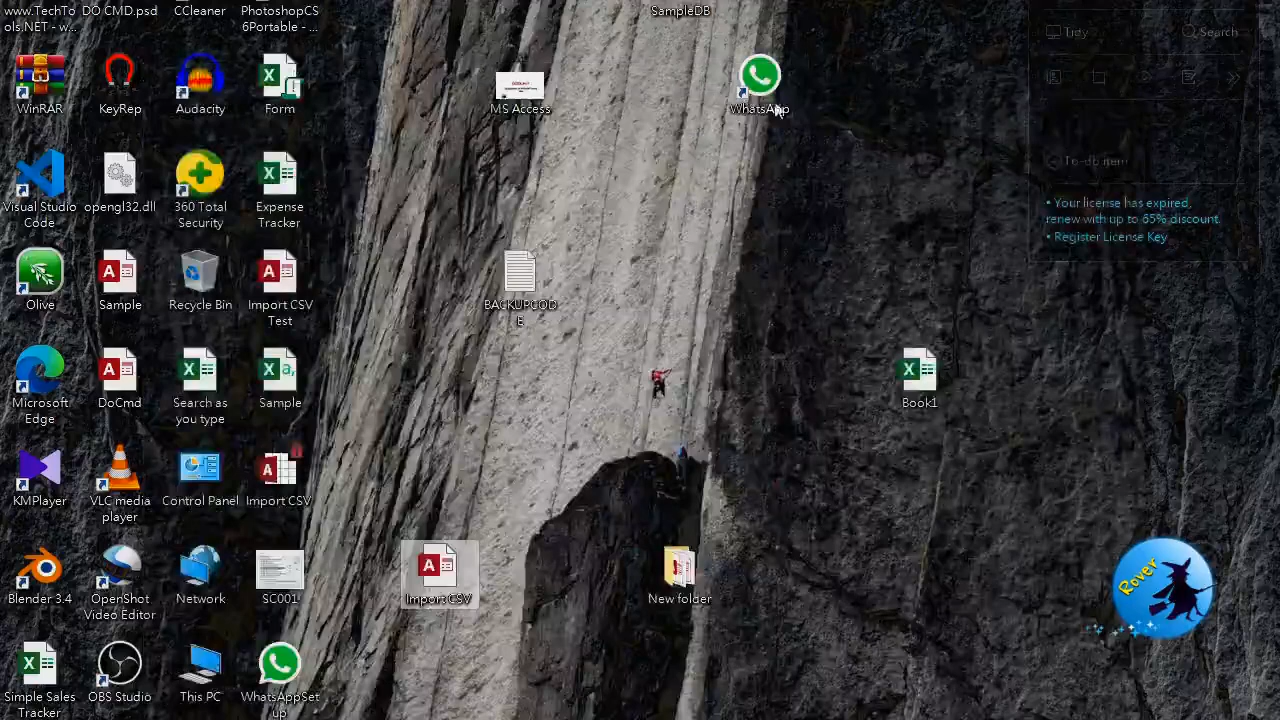 www.TechTo
ols.NET - w...
DO CMD.psd
CCleaner
PhotoshopCS
6Portable - ...
SampleDB
Tidy
Search
WinRAR
KeyRep
Audacity
Form
MS Access
WhatsApp
To-do item
Visual Studio
Code
opengl32.dll
360 Total
Security
Expense
Tracker
• Your license has expired,
renew with up to 65% discount.
• Register License Key
Olive
Sample
Recycle Bin
Import CSV
Test
BACKUPCOD
E
Microsoft
Edge
DoCmd
Search as
you type
Sample
Book1
KMPlayer
VLC media
player
Control Panel
Import CSV
Blender 3.4
OpenShot
Video Editor
Network
SC001
Import CSV
New folder
Rover
Simple Sales
Tracker
OBS Studio
This PC
WhatsAppSet
up